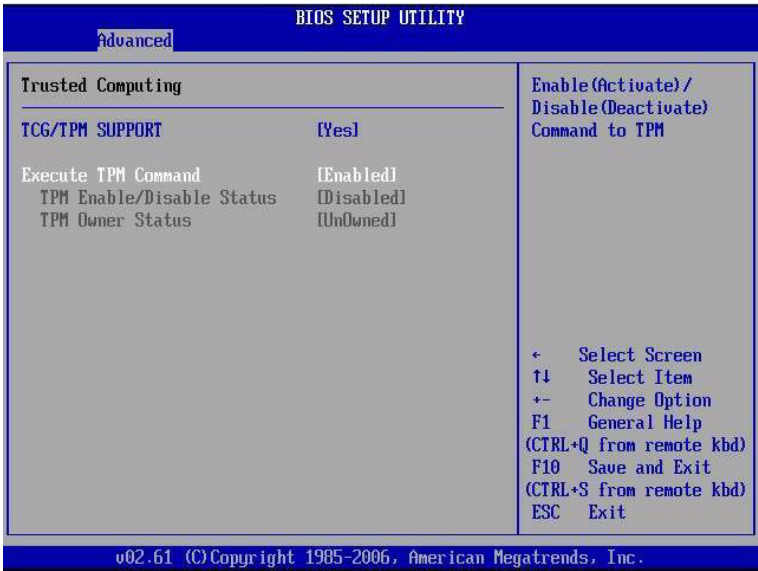 BIOS SETUP UTILITY
Advanced
Trusted Computing
TCG/TPM SUPPORT [Yes]
Execute TPM Command [Enabled]
TPM Enable/Disable Status [Disabled]
TPM Owner Status [UnOwned]
Enable(Activate)/
Disable(Deactivate)
Command to TPM
← Select Screen
↑↓ Select Item
+- Change Option
F1 General Help
(CTRL+Q from remote kbd)
F10 Save and Exit
(CTRL+S from remote kbd)
ESC Exit
v02.61 (C)Copyright 1985-2006, American Megatrends, Inc.